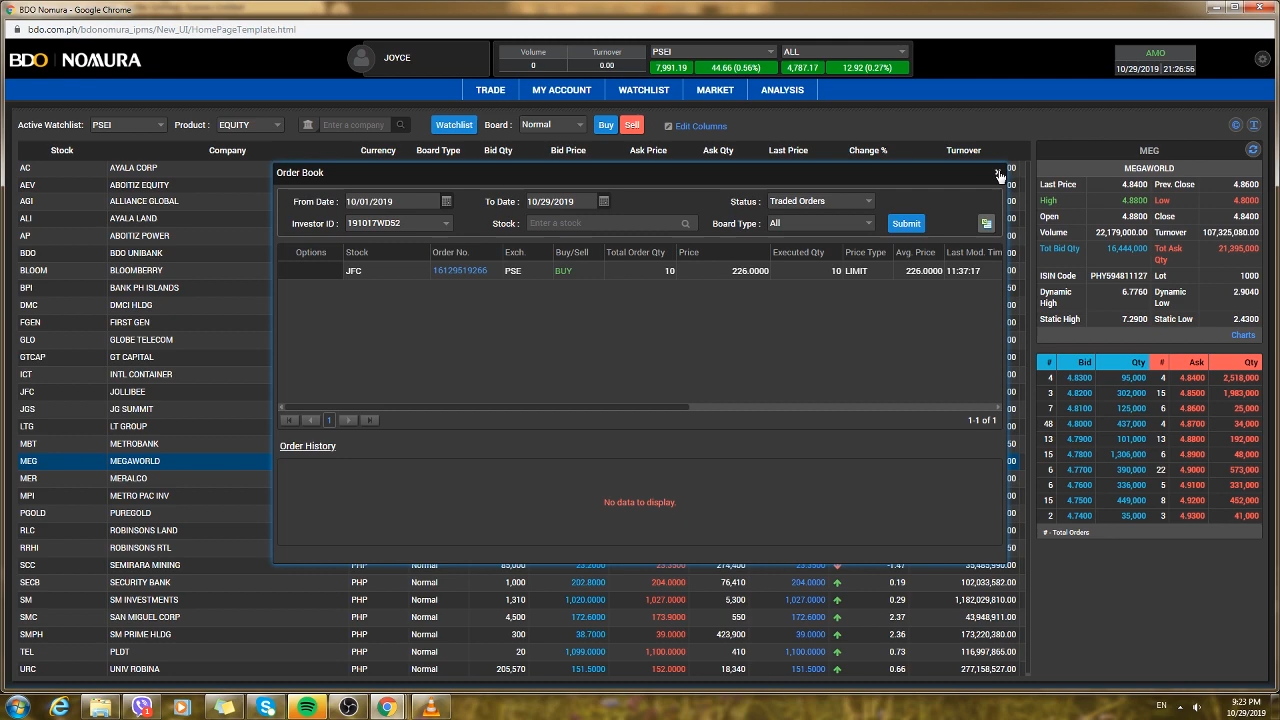 BDO Nomura - Google Chrome
bdo.com.ph/bdonomura_ipms/New_UI/HomePageTemplate.html
BDO | NOMURA
JOYCE
Volume Turnover
0 0.00
PSEI ALL
7,991.19 44.66 (0.56%) 4,787.17 12.92 (0.27%)
AMO
10/29/2019 21:26:56
TRADE MY ACCOUNT WATCHLIST MARKET ANALYSIS
Active Watchlist: PSEI Product : EQUITY Enter a company Watchlist Board : Normal Buy Sell Edit Columns
Stock Company Currency Board Type Bid Qty Bid Price Ask Price Ask Qty Last Price Change % Turnover
AC AYALA CORP
AEV ABOITIZ EQUITY
AGI ALLIANCE GLOBAL
ALI AYALA LAND
AP ABOITIZ POWER
BDO BDO UNIBANK
BLOOM BLOOMBERRY
BPI BANK PH ISLANDS
DMC DMCI HLDG
FGEN FIRST GEN
GLO GLOBE TELECOM
GTCAP GT CAPITAL
ICT INTL CONTAINER
JFC JOLLIBEE
JGS JG SUMMIT
LTG LT GROUP
MBT METROBANK
MEG MEGAWORLD
MER MERALCO
MPI METRO PAC INV
PGOLD PUREGOLD
RLC ROBINSONS LAND
RRHI ROBINSONS RTL
SCC SEMIRARA MINING
SECB SECURITY BANK PHP Normal 1,000 202.8000 204.0000 76,410 204.0000 0.19 102,033,582.00
SM SM INVESTMENTS PHP Normal 1,310 1,020.0000 1,027.0000 5,300 1,027.0000 0.29 1,182,029,810.00
SMC SAN MIGUEL CORP PHP Normal 4,500 172.6000 173.9000 550 172.6000 2.37 43,948,911.00
SMPH SM PRIME HLDG PHP Normal 300 38.7000 39.0000 423,900 39.0000 2.36 173,220,380.00
TEL PLDT PHP Normal 20 1,099.0000 1,100.0000 410 1,100.0000 0.73 116,997,865.00
URC UNIV ROBINA PHP Normal 205,570 151.5000 152.0000 18,340 151.5000 0.66 277,158,527.00
Order Book
From Date : 10/01/2019 To Date : 10/29/2019 Status : Traded Orders
Investor ID : 191017WD52 Stock : Enter a stock Board Type : All Submit
Options Stock Order No. Exch. Buy/Sell Total Order Qty Price Executed Qty Price Type Avg. Price Last Mod. Tim
JFC 16129519266 PSE BUY 10 226.0000 10 LIMIT 226.0000 11:37:17
1 1-1 of 1
Order History
No data to display.
MEG
MEGAWORLD
Last Price 4.8400 Prev. Close 4.8600
High 4.8800 Low 4.8000
Open 4.8800 Close 4.8400
Volume 22,179,000.00 Turnover 107,325,080.00
Tot Bid Qty 16,444,000 Tot Ask Qty 21,395,000
ISIN Code PHY594811127 Lot 1000
Dynamic High 6.7760 Dynamic Low 2.9040
Static High 7.2900 Static Low 2.4300
Charts
# Bid Qty # Ask Qty
4 4.8300 95,000 4 4.8400 2,518,000
3 4.8200 302,000 15 4.8500 1,983,000
7 4.8100 125,000 6 4.8600 25,000
48 4.8000 437,000 4 4.8700 34,000
13 4.7900 101,000 13 4.8800 192,000
15 4.7800 1,306,000 6 4.8900 48,000
6 4.7700 390,000 22 4.9000 573,000
6 4.7600 336,000 5 4.9100 331,000
15 4.7500 449,000 8 4.9200 452,000
2 4.7400 35,000 3 4.9300 41,000
# - Total Orders
EN 9:23 PM
10/29/2019